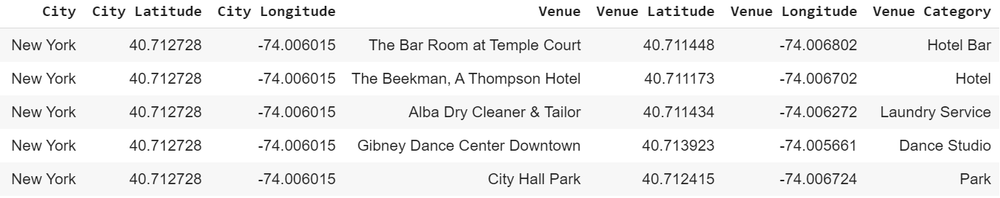 City City Latitude City Longitude Venue Venue Latitude Venue Longitude Venue Category
New York 40.712728 -74.006015 The Bar Room at Temple Court 40.711448 -74.006802 Hotel Bar
New York 40.712728 -74.006015 The Beekman, A Thompson Hotel 40.711173 -74.006702 Hotel
New York 40.712728 -74.006015 Alba Dry Cleaner & Tailor 40.711434 -74.006272 Laundry Service
New York 40.712728 -74.006015 Gibney Dance Center Downtown 40.713923 -74.005661 Dance Studio
New York 40.712728 -74.006015 City Hall Park 40.712415 -74.006724 Park